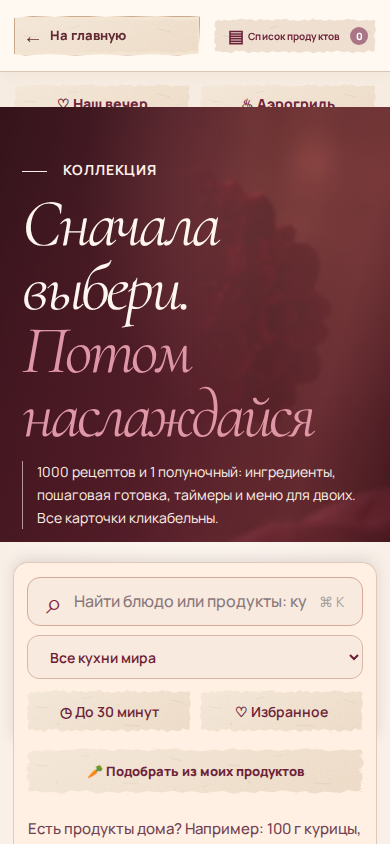 ← На главную
Список продуктов 0
♡ Наш вечер
♨ Аэрогриль
КОЛЛЕКЦИЯ
Сначала
выбери.
Потом
наслаждайся
1000 рецептов и 1 полуночный: ингредиенты,
пошаговая готовка, таймеры и меню для двоих.
Все карточки кликабельны.
Найти блюдо или продукты: ку ⌘ K
Все кухни мира
◷ До 30 минут
♡ Избранное
🥕 Подобрать из моих продуктов
Есть продукты дома? Например: 100 г курицы,